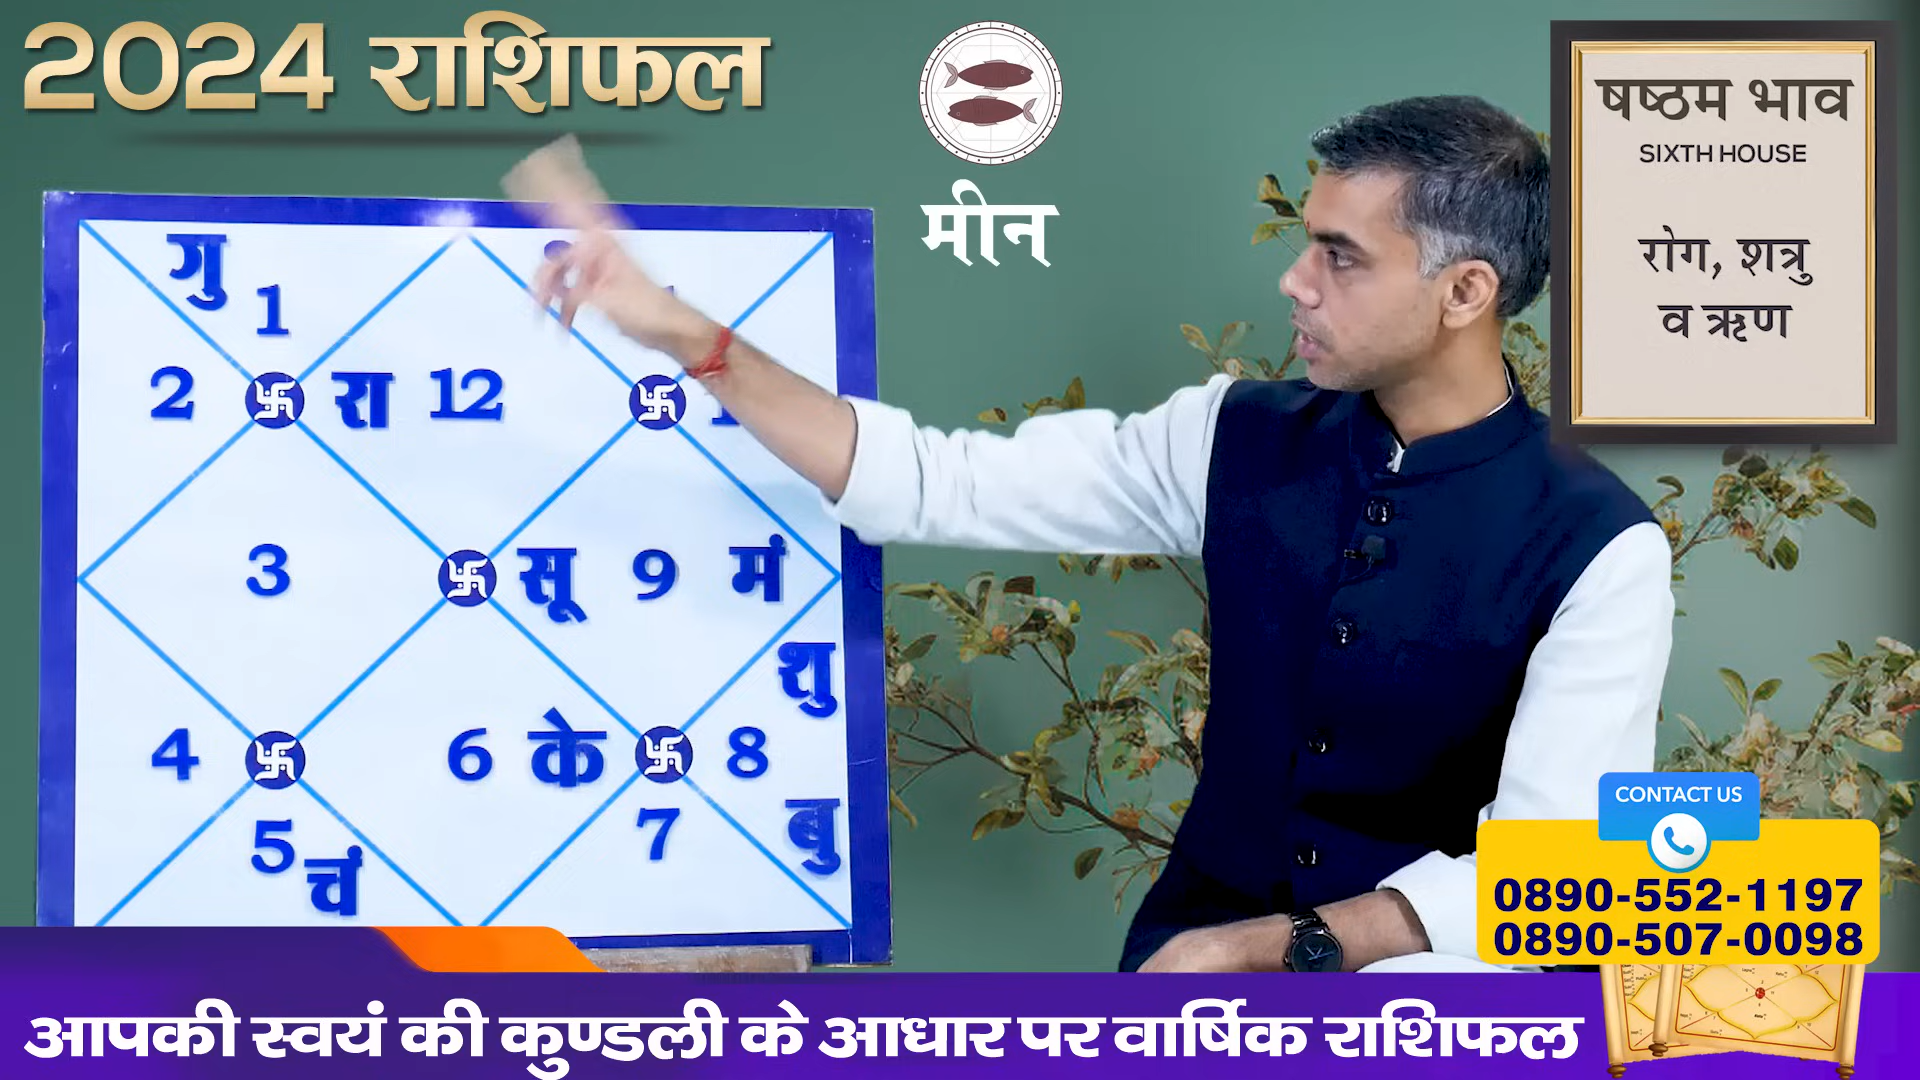 2024 राशिफल
मीन
षष्ठम भाव
SIXTH HOUSE
रोग, शत्रु
व ऋण
गु
1
2
रा 12
3
सू 9 मं
शु
4
6 के
8
5 चं
7
बु
CONTACT US
0890-552-1197
0890-507-0098
आपकी स्वयं की कुण्डली के आधार पर वार्षिक राशिफल